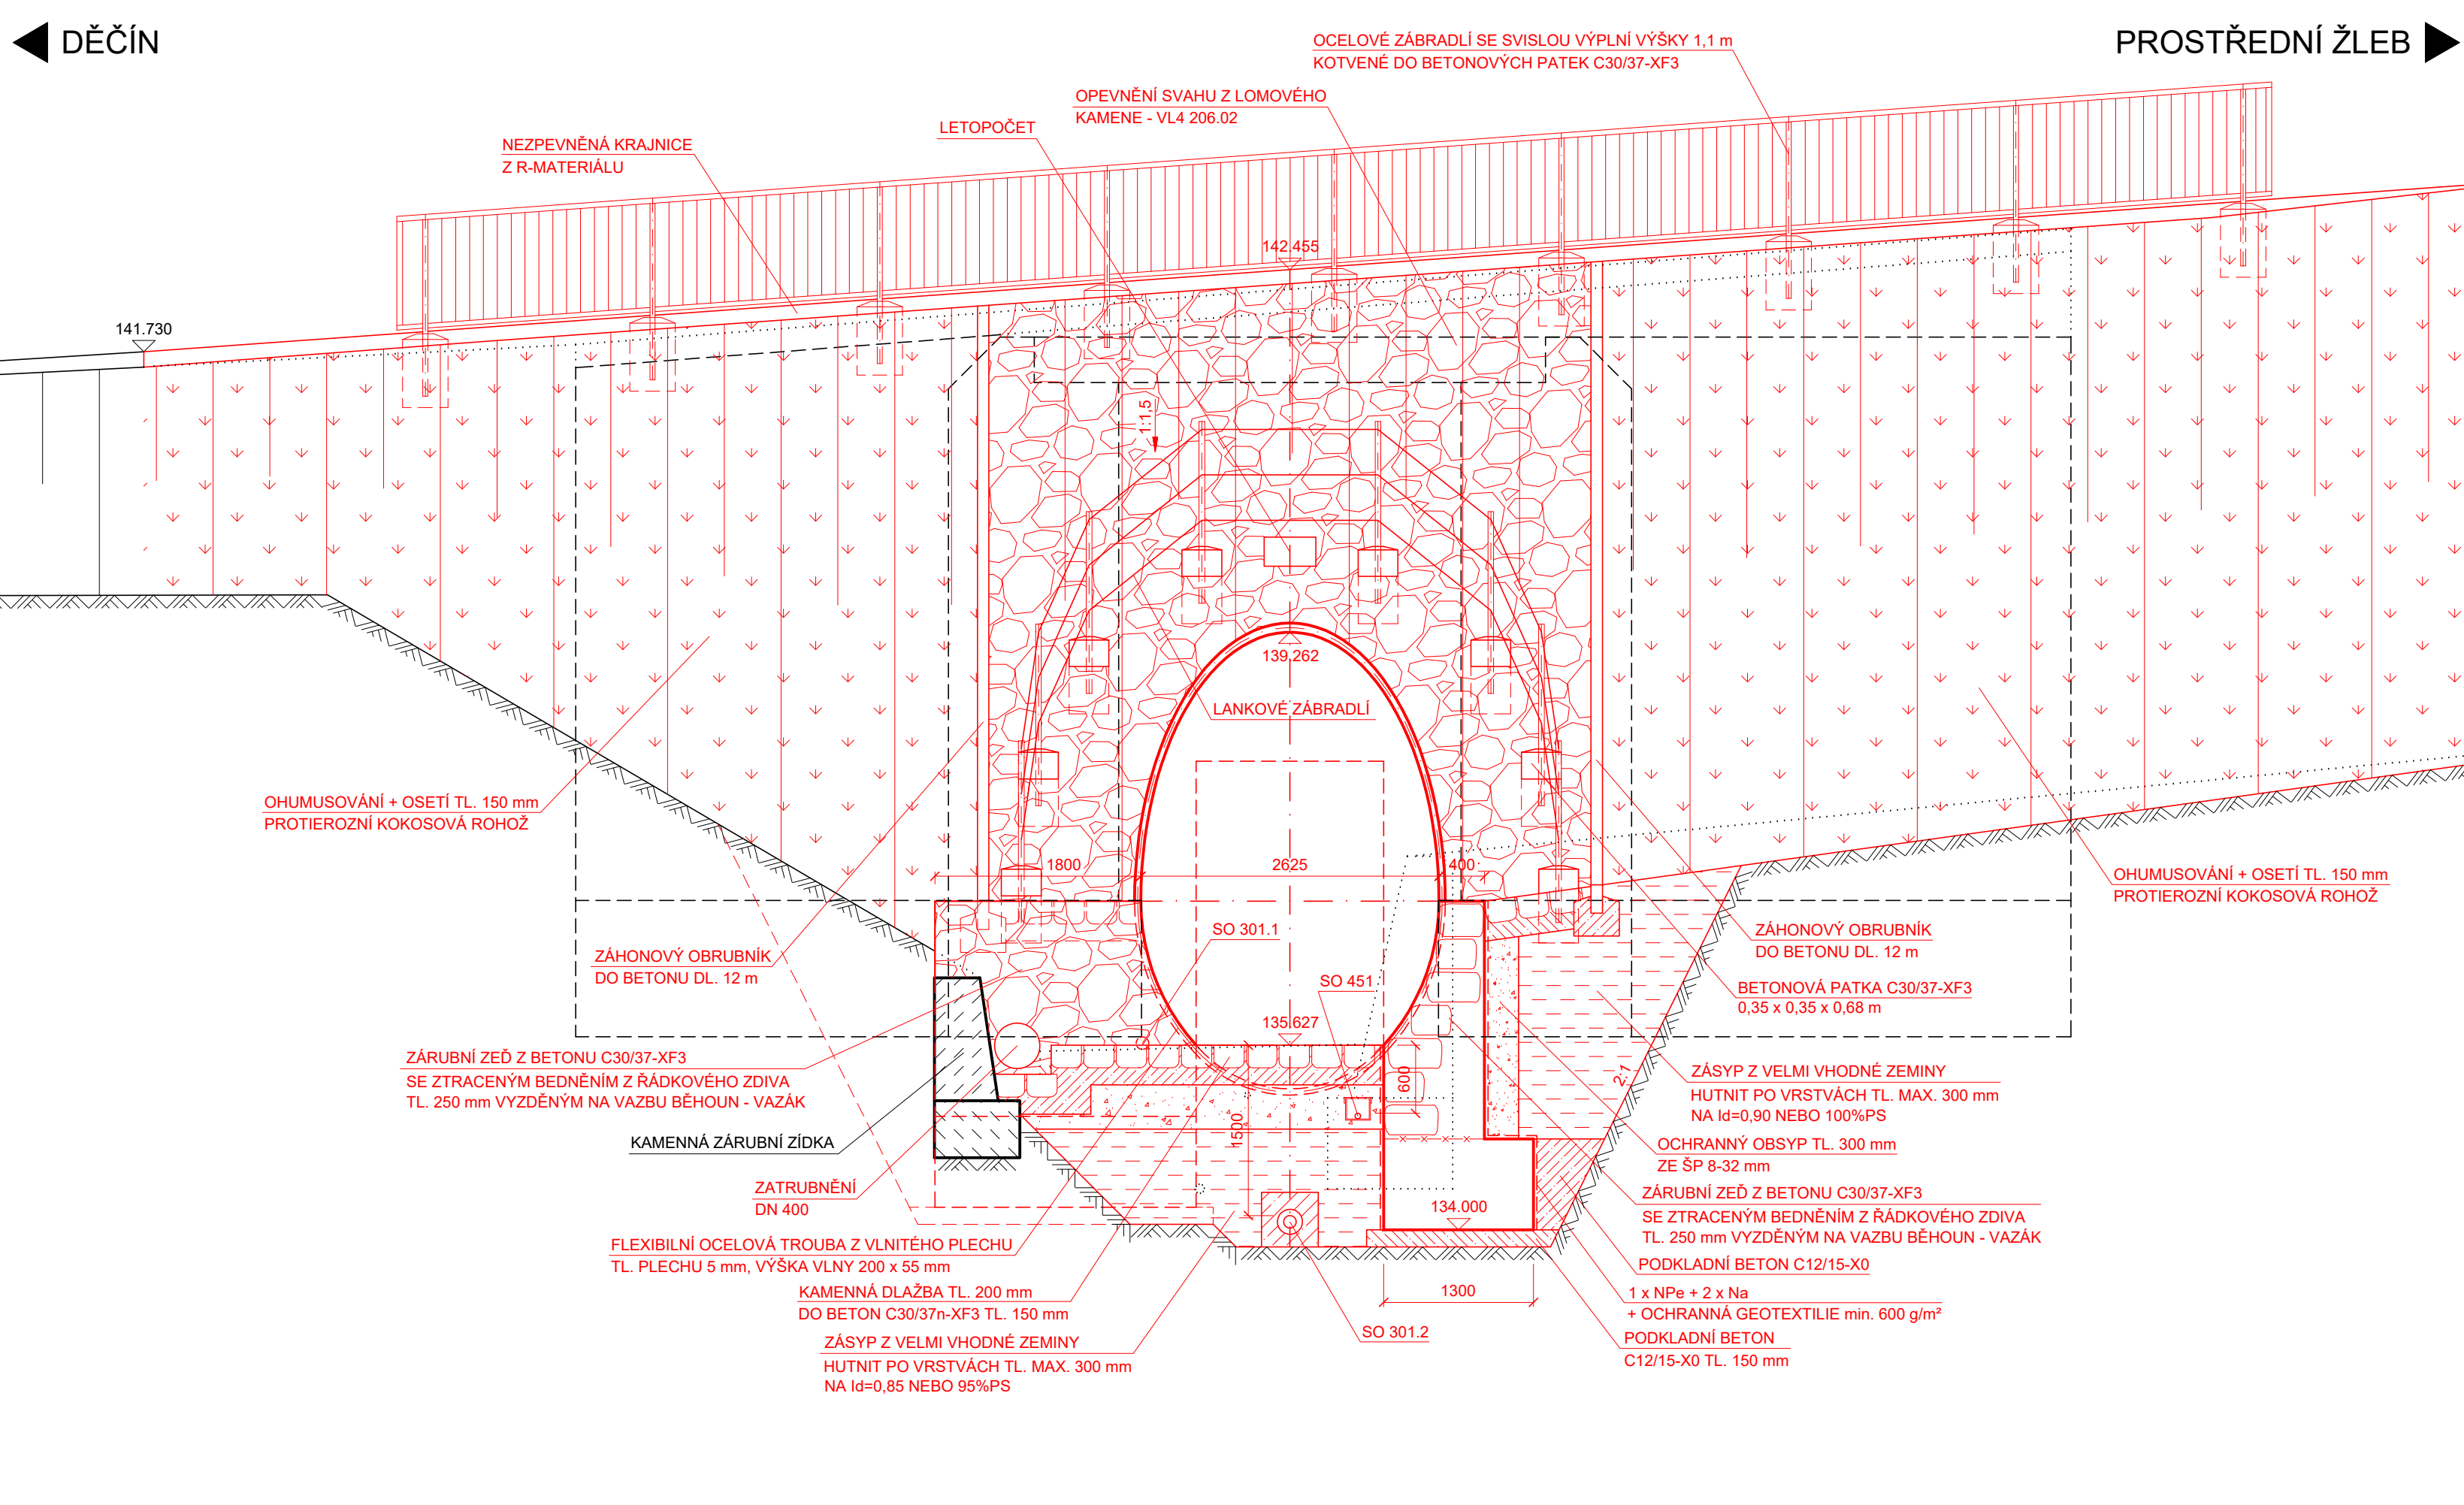 DĚČÍN
PROSTŘEDNÍ ŽLEB
OCELOVÉ ZÁBRADLÍ SE SVISLOU VÝPLNÍ VÝŠKY 1,1 m
KOTVENÉ DO BETONOVÝCH PATEK C30/37-XF3
OPEVNĚNÍ SVAHU Z LOMOVÉHO
KAMENE - VL4 206.02
LETOPOČET
NEZPEVNĚNÁ KRAJNICE
Z R-MATERIÁLU
142.455
141.730
1:1,5
139.262
LANKOVÉ ZÁBRADLÍ
OHUMUSOVÁNÍ + OSETÍ TL. 150 mm
PROTIEROZNÍ KOKOSOVÁ ROHOŽ
1800
2625
400
OHUMUSOVÁNÍ + OSETÍ TL. 150 mm
PROTIEROZNÍ KOKOSOVÁ ROHOŽ
SO 301.1
ZÁHONOVÝ OBRUBNÍK
DO BETONU DL. 12 m
ZÁHONOVÝ OBRUBNÍK
DO BETONU DL. 12 m
SO 451
BETONOVÁ PATKA C30/37-XF3
0,35 x 0,35 x 0,68 m
135.627
ZÁRUBNÍ ZEĎ Z BETONU C30/37-XF3
SE ZTRACENÝM BEDNĚNÍM Z ŘÁDKOVÉHO ZDIVA
TL. 250 mm VYZDĚNÝM NA VAZBU BĚHOUN - VAZÁK
600
2:1
ZÁSYP Z VELMI VHODNÉ ZEMINY
HUTNIT PO VRSTVÁCH TL. MAX. 300 mm
NA Id=0,90 NEBO 100%PS
1500
KAMENNÁ ZÁRUBNÍ ZÍDKA
OCHRANNÝ OBSYP TL. 300 mm
ZE ŠP 8-32 mm
ZATRUBNĚNÍ
DN 400
134.000
ZÁRUBNÍ ZEĎ Z BETONU C30/37-XF3
SE ZTRACENÝM BEDNĚNÍM Z ŘÁDKOVÉHO ZDIVA
TL. 250 mm VYZDĚNÝM NA VAZBU BĚHOUN - VAZÁK
FLEXIBILNÍ OCELOVÁ TROUBA Z VLNITÉHO PLECHU
TL. PLECHU 5 mm, VÝŠKA VLNY 200 x 55 mm
PODKLADNÍ BETON C12/15-X0
KAMENNÁ DLAŽBA TL. 200 mm
DO BETON C30/37n-XF3 TL. 150 mm
1300
1 x NPe + 2 x Na
+ OCHRANNÁ GEOTEXTILIE min. 600 g/m²
SO 301.2
ZÁSYP Z VELMI VHODNÉ ZEMINY
HUTNIT PO VRSTVÁCH TL. MAX. 300 mm
NA Id=0,85 NEBO 95%PS
PODKLADNÍ BETON
C12/15-X0 TL. 150 mm